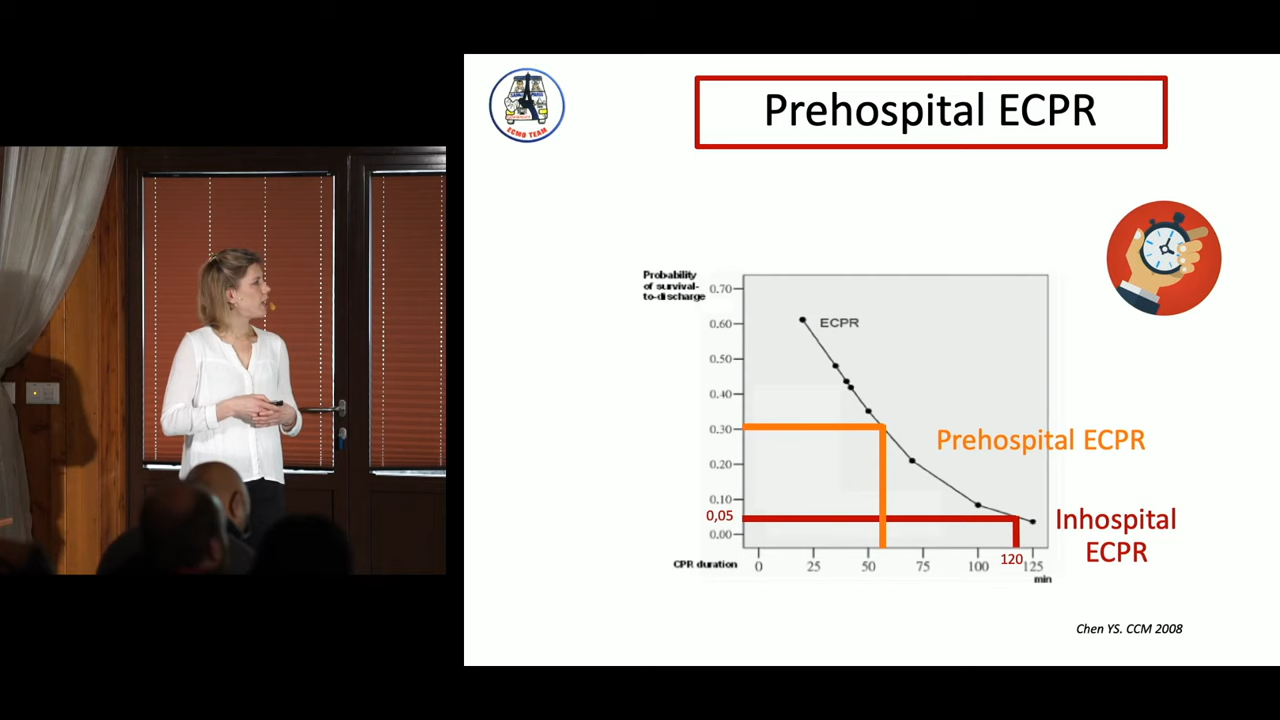 ECMO TEAM
Prehospital ECPR
Probability
of survival-
to-discharge
0.70
0.60
0.50
0.40
0.30
0.20
0.10
0,05
0.00
ECPR
Prehospital ECPR
Inhospital
ECPR
CPR duration
0
25
50
75
100
120
125
min
Chen YS. CCM 2008